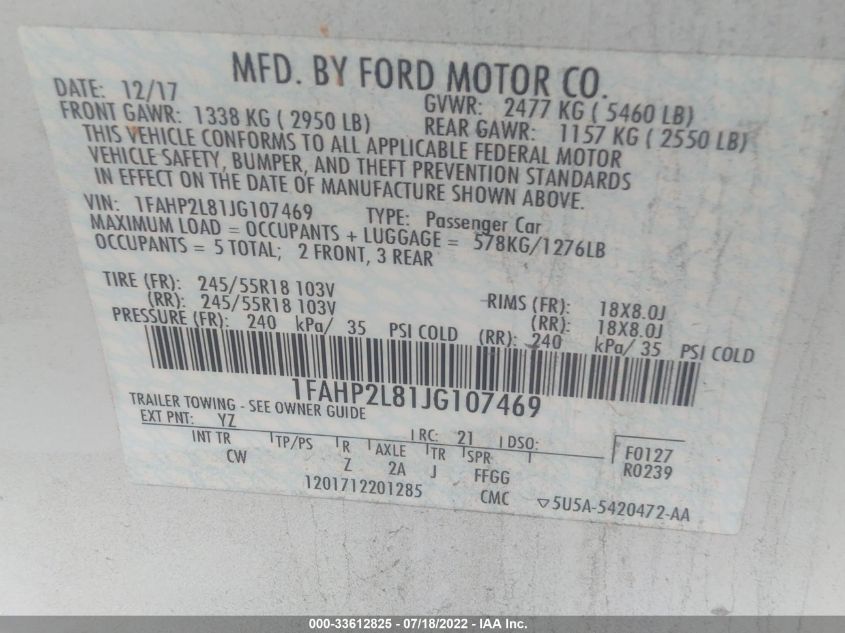 MFD. BY FORD MOTOR CO.
DATE: 12/17 GVWR: 2477 KG ( 5460 LB)
FRONT GAWR: 1338 KG ( 2950 LB) REAR GAWR: 1157 KG ( 2550 LB)
THIS VEHICLE CONFORMS TO ALL APPLICABLE FEDERAL MOTOR
VEHICLE SAFETY, BUMPER, AND THEFT PREVENTION STANDARDS
IN EFFECT ON THE DATE OF MANUFACTURE SHOWN ABOVE.
VIN: 1FAHP2L81JG107469 TYPE: Passenger Car
MAXIMUM LOAD = OCCUPANTS + LUGGAGE = 578KG/1276LB
OCCUPANTS = 5 TOTAL; 2 FRONT, 3 REAR
TIRE (FR): 245/55R18 103V RIMS (FR): 18X8.0J
(RR): 245/55R18 103V (RR): 18X8.0J
PRESSURE (FR): 240 kPa/ 35 PSI COLD (RR): 240 kPa/ 35 PSI COLD
1FAHP2L81JG107469
TRAILER TOWING - SEE OWNER GUIDE
EXT PNT: YZ RC: 21 DSO: F0127
INT TR TP/PS R AXLE TR SPR R0239
CW Z 2A J FFGG
1201712201285 CMC ▽5U5A-5420472-AA
000-33612825 - 07/18/2022 - IAA Inc.